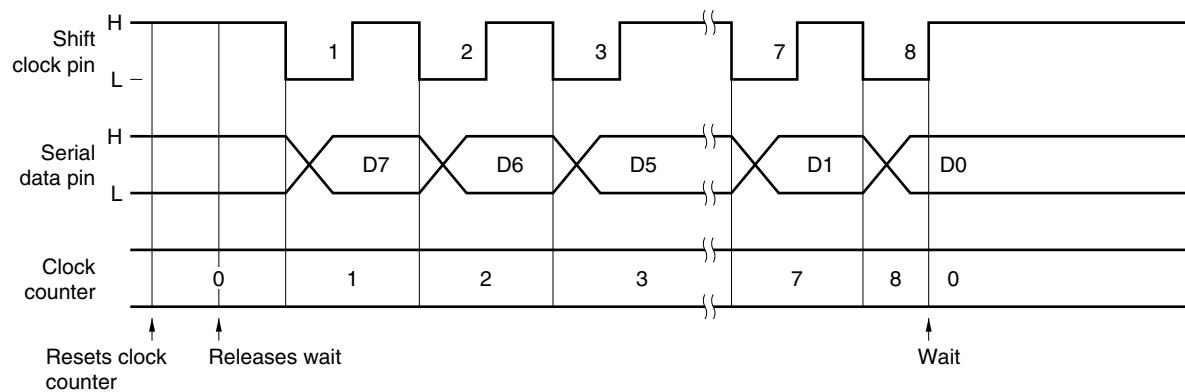 H
Shift
clock pin
L
1 2 3 7 8
H
Serial
data pin
L
D7 D6 D5 D1 D0
Clock
counter
0 1 2 3 7 8 0
Resets clock
counter
Releases wait
Wait